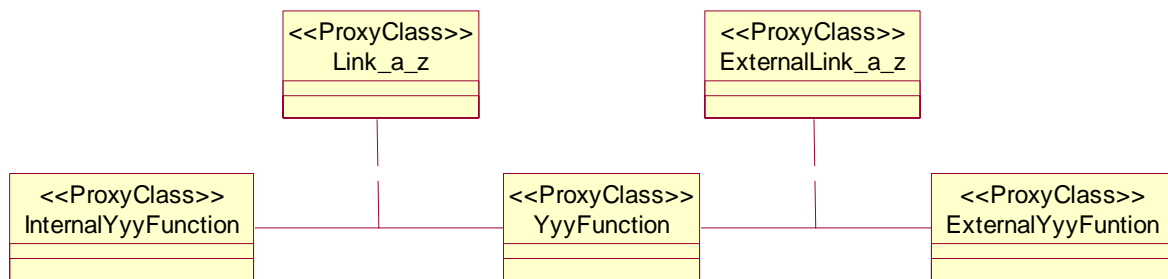 <<ProxyClass>>
Link_a_z
<<ProxyClass>>
ExternalLink_a_z
<<ProxyClass>>
InternalYyyFunction
<<ProxyClass>>
YyyFunction
<<ProxyClass>>
ExternalYyyFuntion